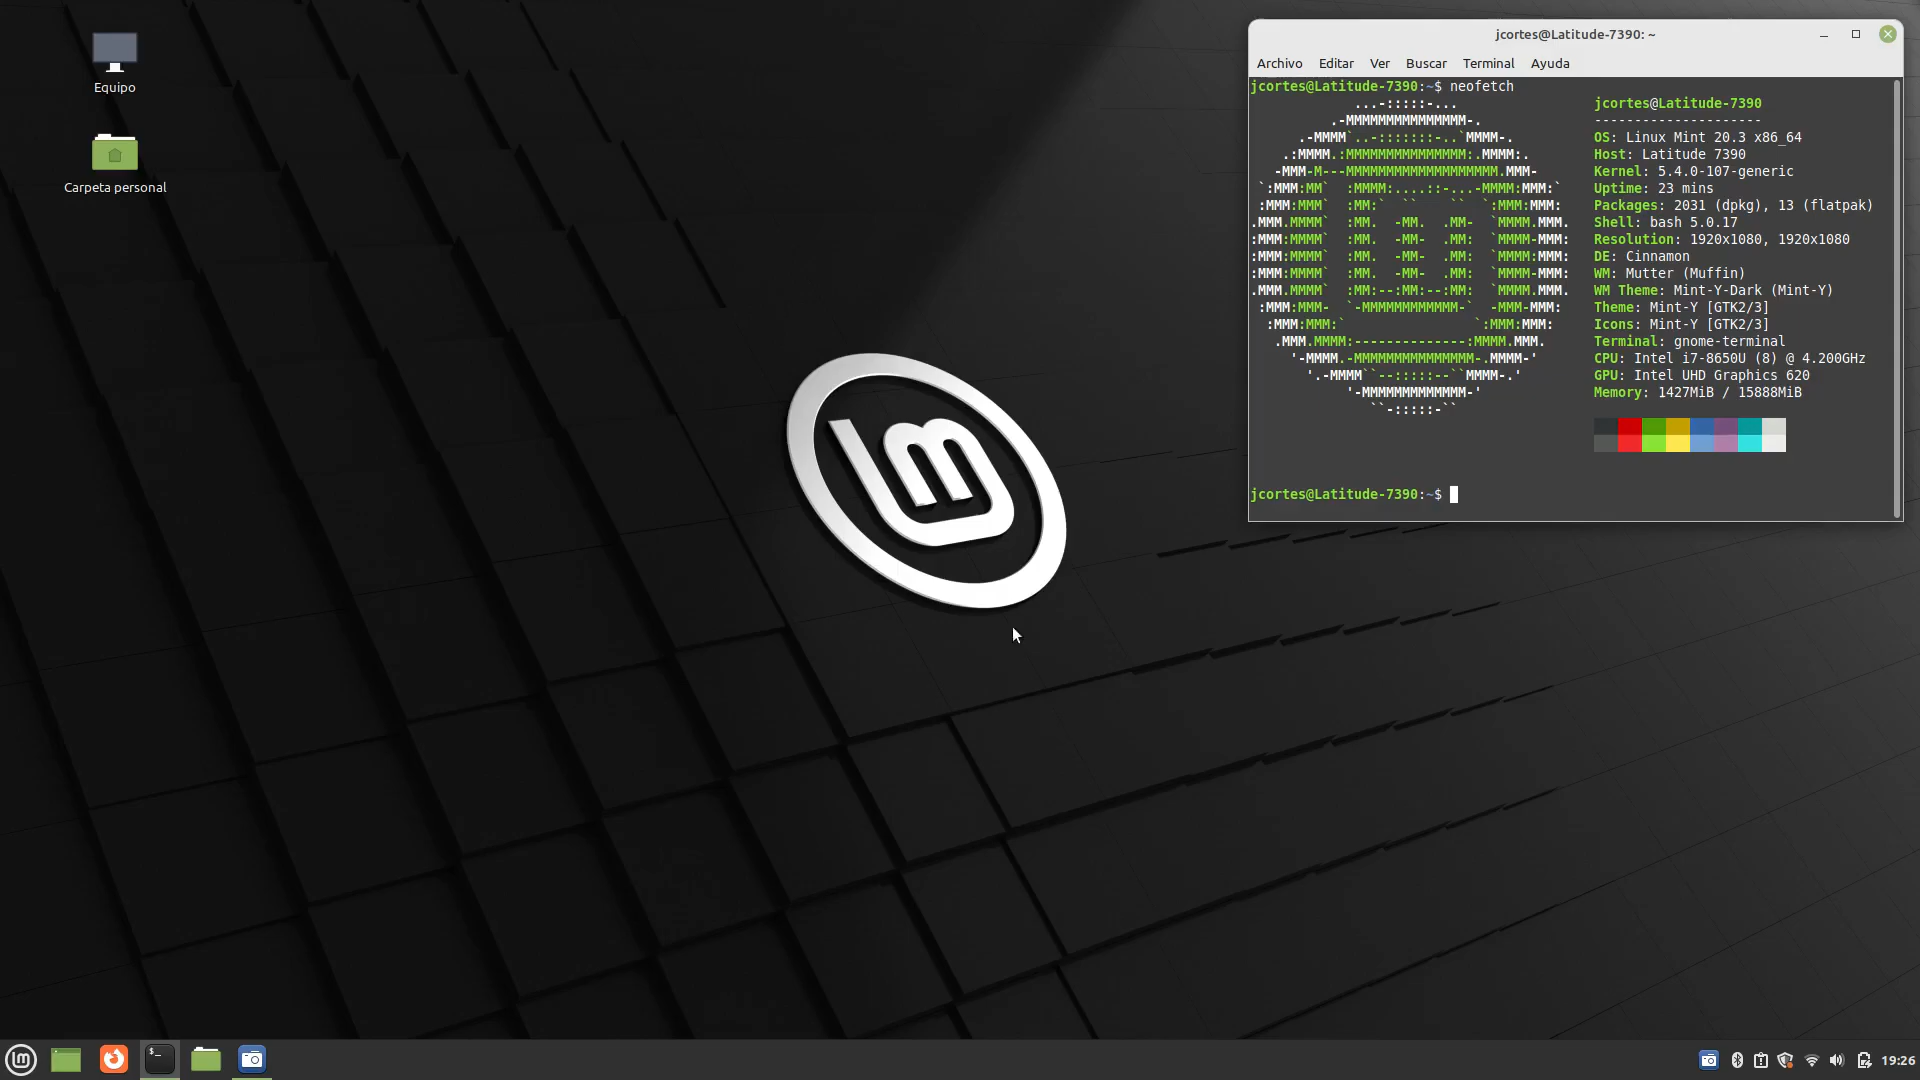 Equipo
Carpeta personal
jcortes@Latitude-7390: ~
Archivo Editar Ver Buscar Terminal Ayuda
jcortes@Latitude-7390:~$ neofetch
jcortes@Latitude-7390
---------------------
OS: Linux Mint 20.3 x86_64
Host: Latitude 7390
Kernel: 5.4.0-107-generic
Uptime: 23 mins
Packages: 2031 (dpkg), 13 (flatpak)
Shell: bash 5.0.17
Resolution: 1920x1080, 1920x1080
DE: Cinnamon
WM: Mutter (Muffin)
WM Theme: Mint-Y-Dark (Mint-Y)
Theme: Mint-Y [GTK2/3]
Icons: Mint-Y [GTK2/3]
Terminal: gnome-terminal
CPU: Intel i7-8650U (8) @ 4.200GHz
GPU: Intel UHD Graphics 620
Memory: 1427MiB / 15888MiB
jcortes@Latitude-7390:~$
19:26